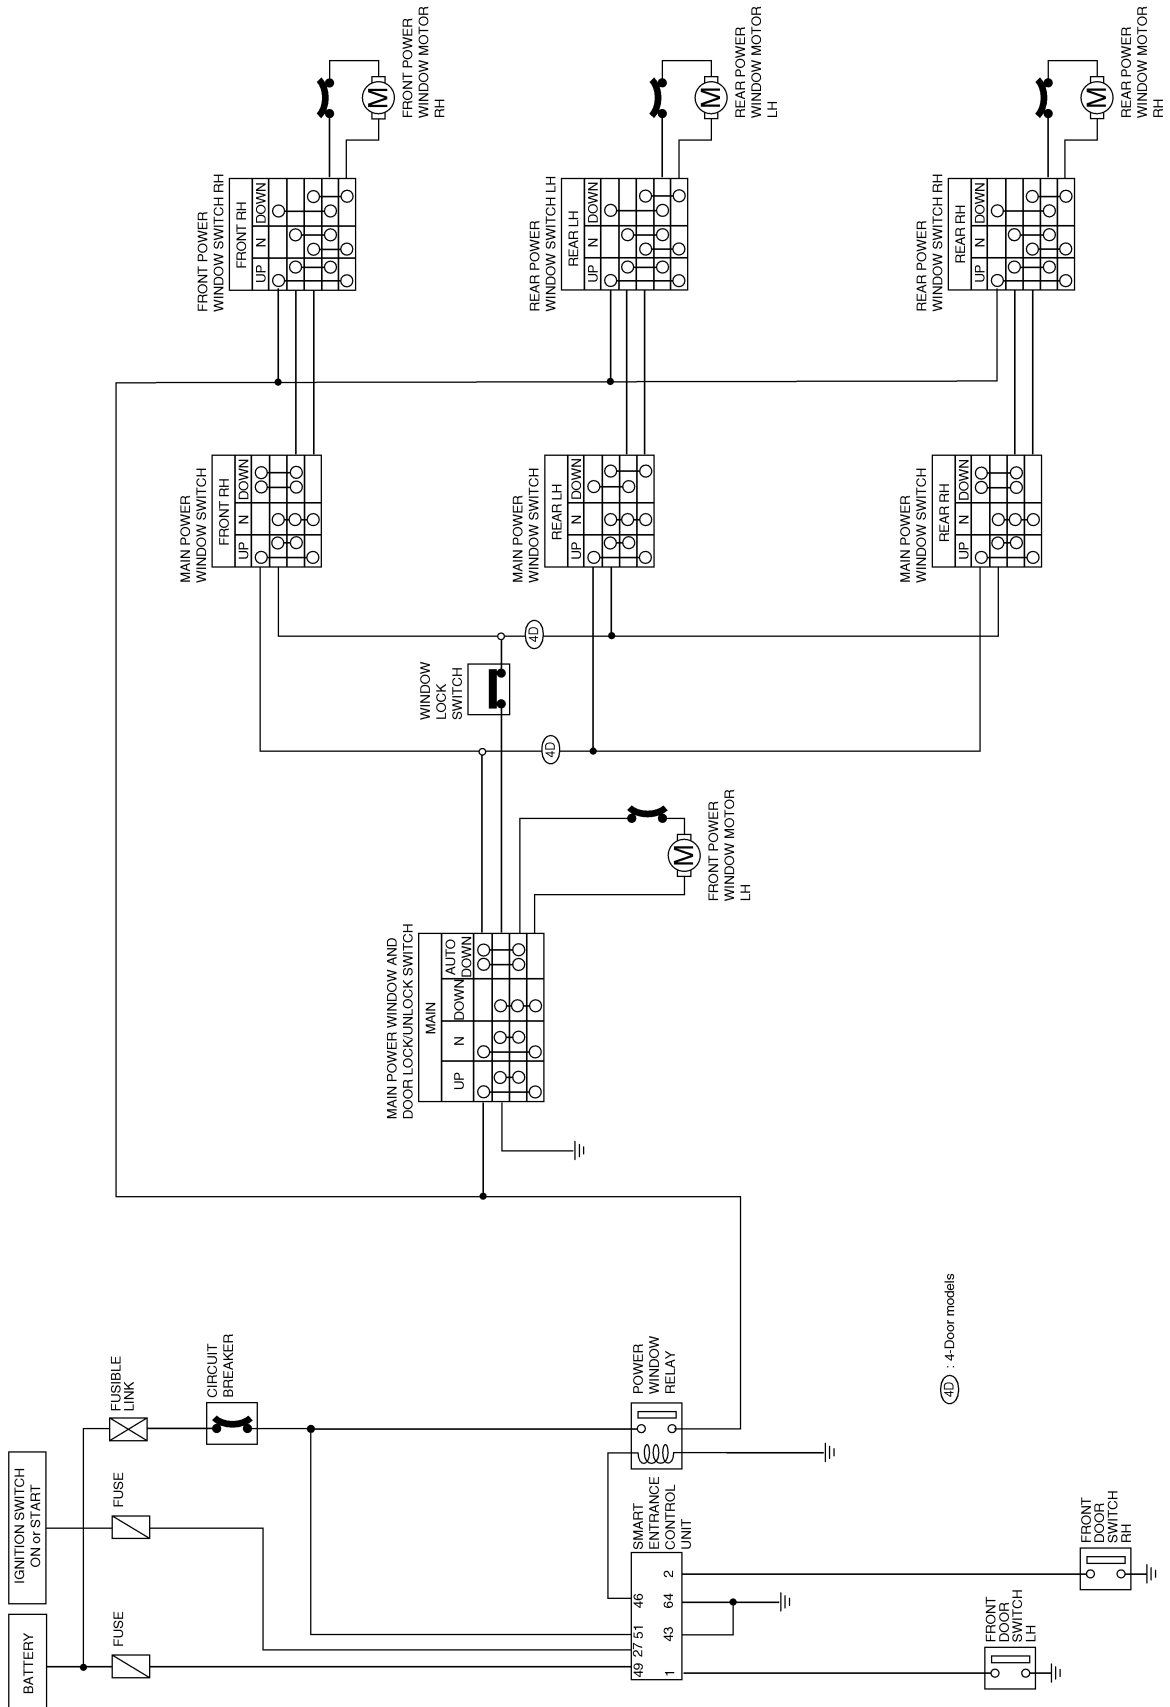 BATTERY
IGNITION SWITCH
ON or START
FUSE
FUSE
FUSIBLE
LINK
CIRCUIT
BREAKER
SMART
ENTRANCE
CONTROL
UNIT
49 27 51 46
1 43 64 2
POWER
WINDOW
RELAY
FRONT
DOOR
SWITCH
LH
FRONT
DOOR
SWITCH
RH
4D : 4-Door models
MAIN POWER WINDOW AND
DOOR LOCK/UNLOCK SWITCH
MAIN
UP N DOWN AUTO DOWN
M
FRONT POWER
WINDOW MOTOR
LH
WINDOW
LOCK
SWITCH
4D
4D
MAIN POWER
WINDOW SWITCH
FRONT RH
UP N DOWN
FRONT POWER
WINDOW SWITCH RH
FRONT RH
UP N DOWN
M
FRONT POWER
WINDOW MOTOR
RH
MAIN POWER
WINDOW SWITCH
REAR LH
UP N DOWN
REAR POWER
WINDOW SWITCH LH
REAR LH
UP N DOWN
M
REAR POWER
WINDOW MOTOR
LH
MAIN POWER
WINDOW SWITCH
REAR RH
UP N DOWN
REAR POWER
WINDOW SWITCH RH
REAR RH
UP N DOWN
M
REAR POWER
WINDOW MOTOR
RH